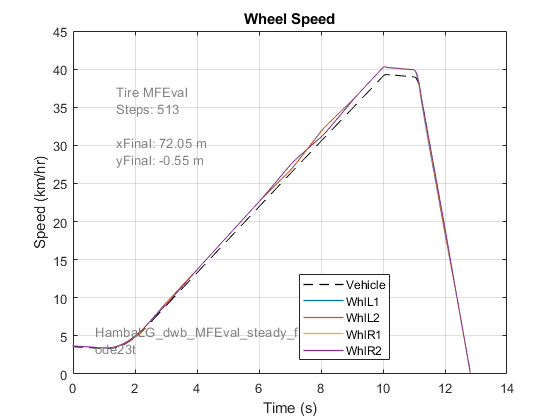 Wheel Speed
45
40
35
30
25
20
15
10
5
0
Speed (km/hr)
Tire MFEval
Steps: 513
xFinal: 72.05 m
yFinal: -0.55 m
HambaLG_dwb_MFEval_steady_f
ode23t
Vehicle
WhlL1
WhlL2
WhlR1
WhlR2
0 2 4 6 8 10 12 14
Time (s)